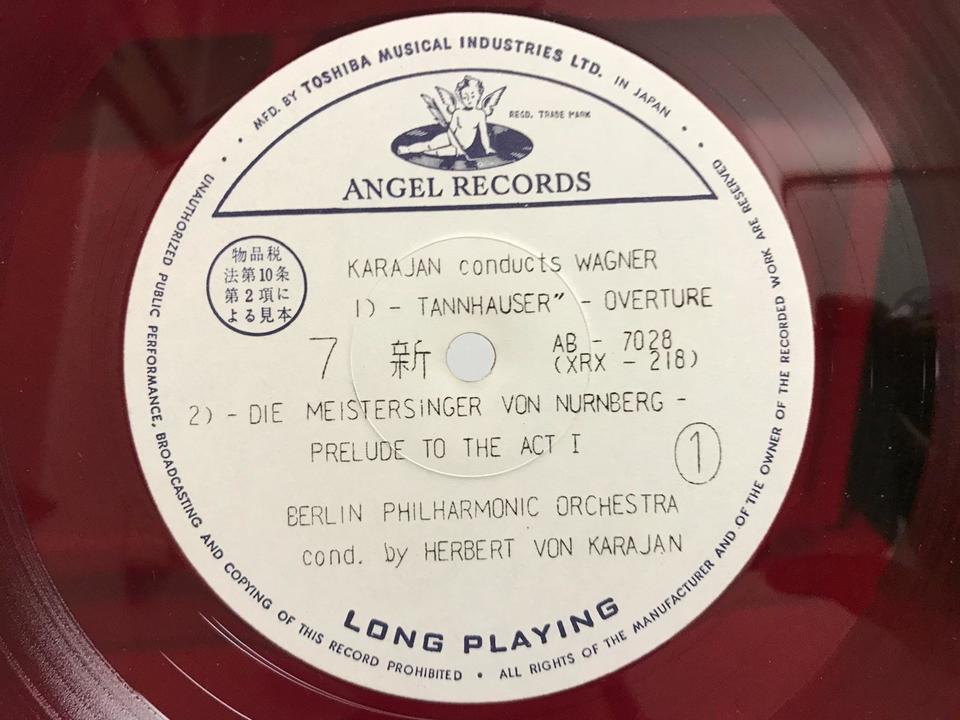 • MFD. BY TOSHIBA MUSICAL INDUSTRIES LTD. IN JAPAN •
REGD. TRADE MARK
ANGEL RECORDS
物品税
法第10条
第2項に
よる見本
KARAJAN conducts WAGNER
1) - TANNHAUSER" - OVERTURE
7 新 AB - 7028
(XRX - 218)
2) - DIE MEISTERSiNGER VON NURNBERG -
PRELUDE TO THE ACT I
1
BERLIN PHILHARMONIC ORCHESTRA
cond. by HERBERT VON KARAJAN
LONG PLAYING
• UNAUTHORIZED PUBLIC PERFORMANCE, BROADCASTING AND COPYING OF THIS RECORD PROHIBITED • ALL RIGHTS OF THE MANUFACTURER AND OF THE OWNER OF THE RECORDED WORK ARE RESERVED